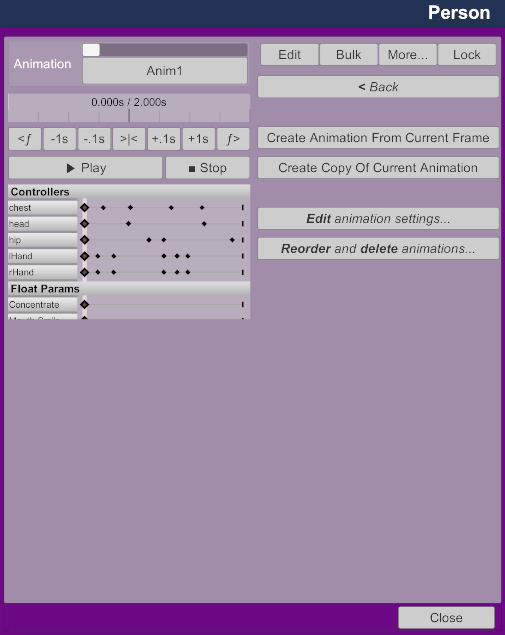 Person
Animation
Anim1
Edit
Bulk
More...
Lock
< Back
0.000s / 2.000s
<ƒ
-1s
-.1s
>|<
+.1s
+1s
ƒ>
Create Animation From Current Frame
Play
Stop
Create Copy Of Current Animation
Controllers
chest
head
hip
lHand
rHand
Edit animation settings...
Reorder and delete animations...
Float Params
Concentrate
Close